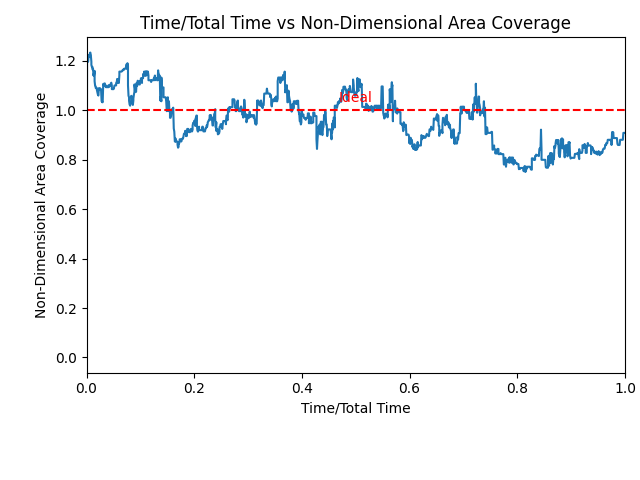 Time/Total Time vs Non-Dimensional Area Coverage
Non-Dimensional Area Coverage
1.2
1.0
0.8
0.6
0.4
0.2
0.0
Ideal
0.0 0.2 0.4 0.6 0.8 1.0
Time/Total Time